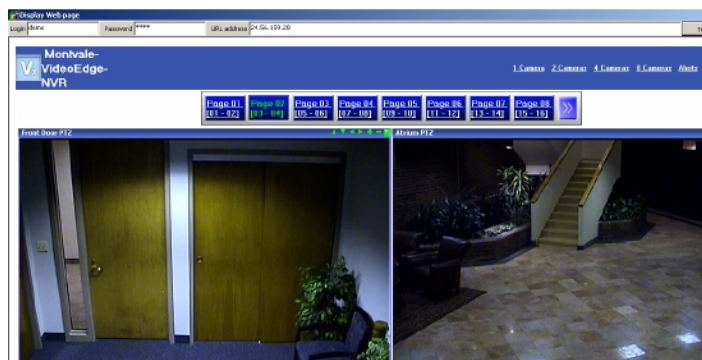 Display Web page
Login demo Password **** URL address 24.56.159.28
V
Montvale-
VideoEdge-
NVR
1 Camera 2 Cameras 4 Cameras 8 Cameras Alerts
Page 01 Page 02 Page 03 Page 04 Page 05 Page 06 Page 07 Page 08
[01 - 02] [03 - 04] [05 - 06] [07 - 08] [09 - 10] [11 - 12] [13 - 14] [15 - 16]
Front Door PTZ Atrium PTZ